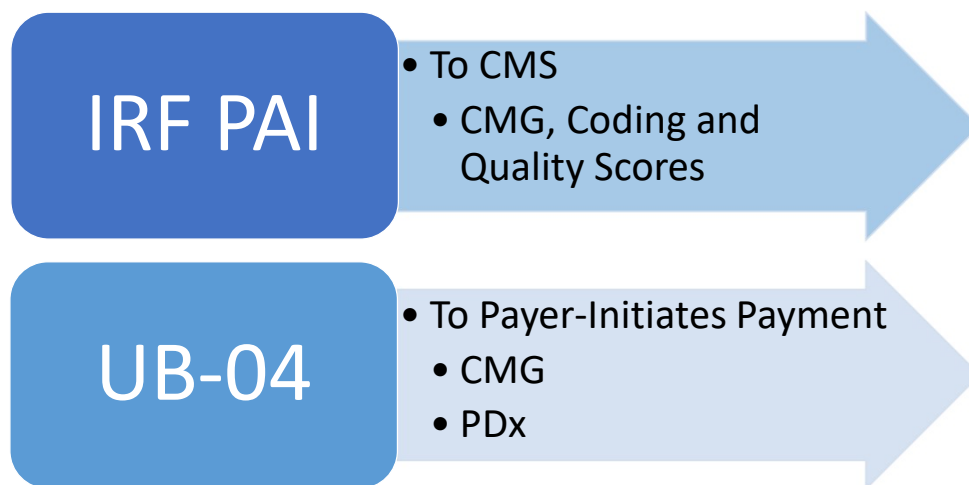 IRF PAI
• To CMS
• CMG, Coding and
Quality Scores
UB-04
• To Payer-Initiates Payment
• CMG
• PDx